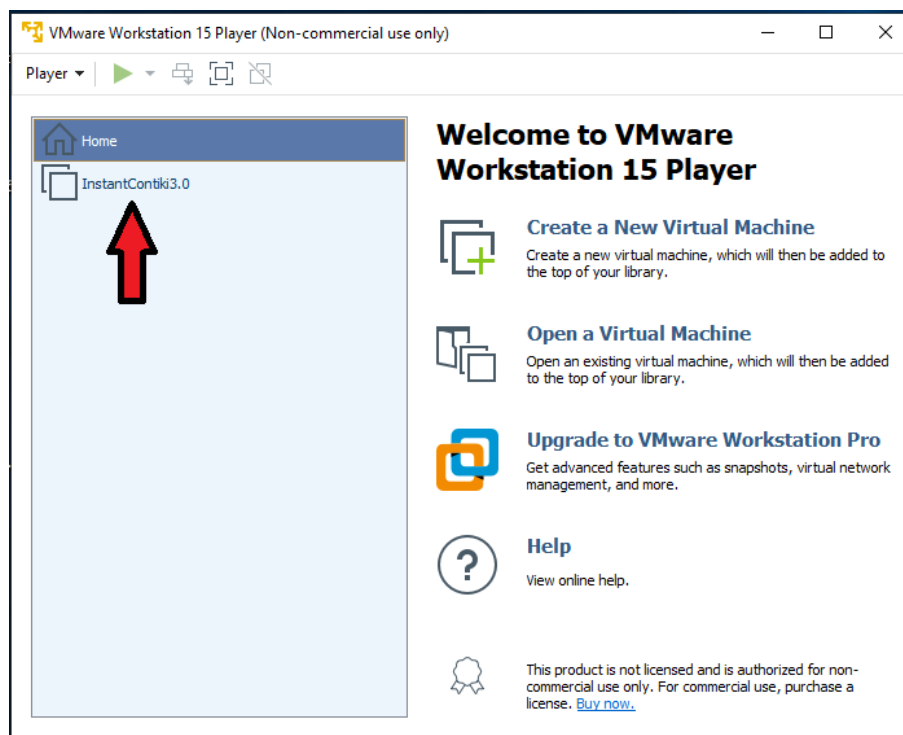 VMware Workstation 15 Player (Non-commercial use only)
Player
Home
InstantContiki3.0
Welcome to VMware
Workstation 15 Player
Create a New Virtual Machine
Create a new virtual machine, which will then be added to
the top of your library.
Open a Virtual Machine
Open an existing virtual machine, which will then be added
to the top of your library.
Upgrade to VMware Workstation Pro
Get advanced features such as snapshots, virtual network
management, and more.
Help
View online help.
This product is not licensed and is authorized for non-
commercial use only. For commercial use, purchase a
license. Buy now.